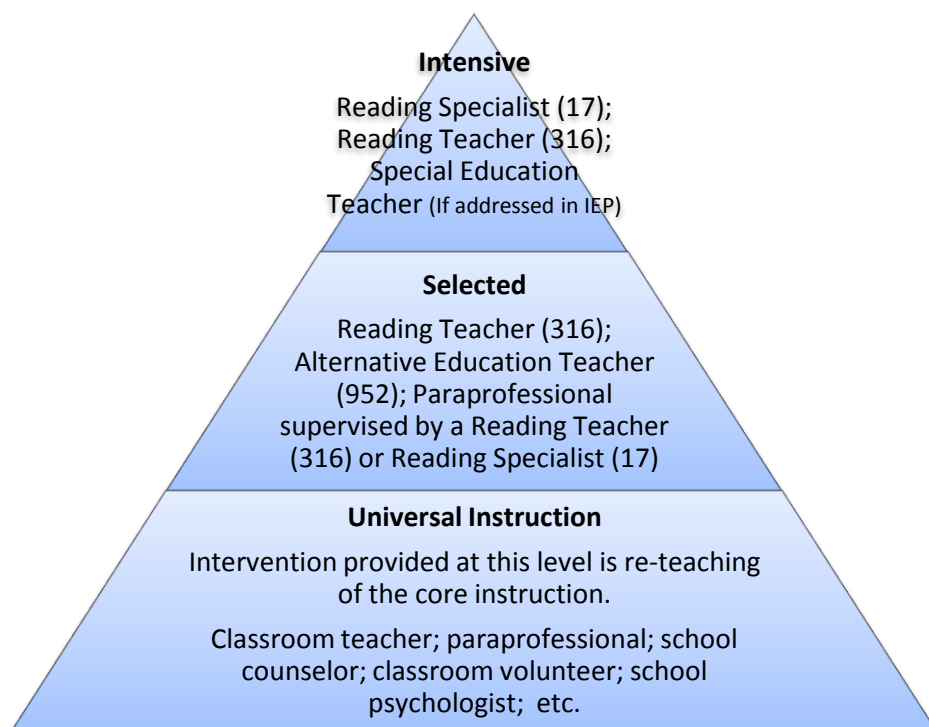 Intensive
Reading Specialist (17);
Reading Teacher (316);
Special Education
Teacher (If addressed in IEP)
Selected
Reading Teacher (316);
Alternative Education Teacher
(952); Paraprofessional
supervised by a Reading Teacher
(316) or Reading Specialist (17)
Universal Instruction
Intervention provided at this level is re-teaching
of the core instruction.
Classroom teacher; paraprofessional; school
counselor; classroom volunteer; school
psychologist; etc.